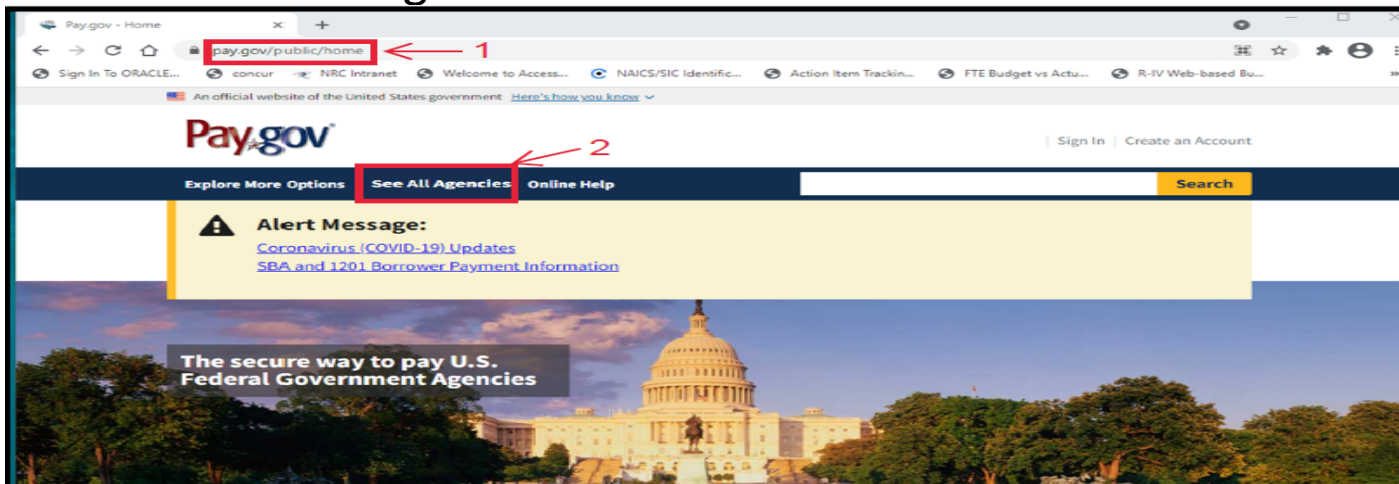 Pay.gov - Home
pay.gov/public/home
1
Sign In To ORACLE... concur NRC Intranet Welcome to Access... NAICS/SIC Identific... Action Item Trackin... FTE Budget vs Actu... R-IV Web-based Bu...
An official website of the United States government Here's how you know
Pay.gov
Sign In | Create an Account
2
Explore More Options See All Agencies Online Help Search
Alert Message:
Coronavirus (COVID-19) Updates
SBA and 1201 Borrower Payment Information
The secure way to pay U.S.
Federal Government Agencies